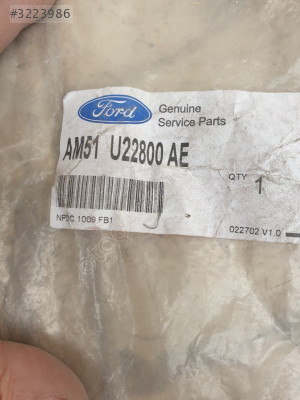 #3223986
Ford
Genuine
Service Parts
AM51 U22800 AE
QTY 1
NPDC 1009 FB1
022702 V1.0